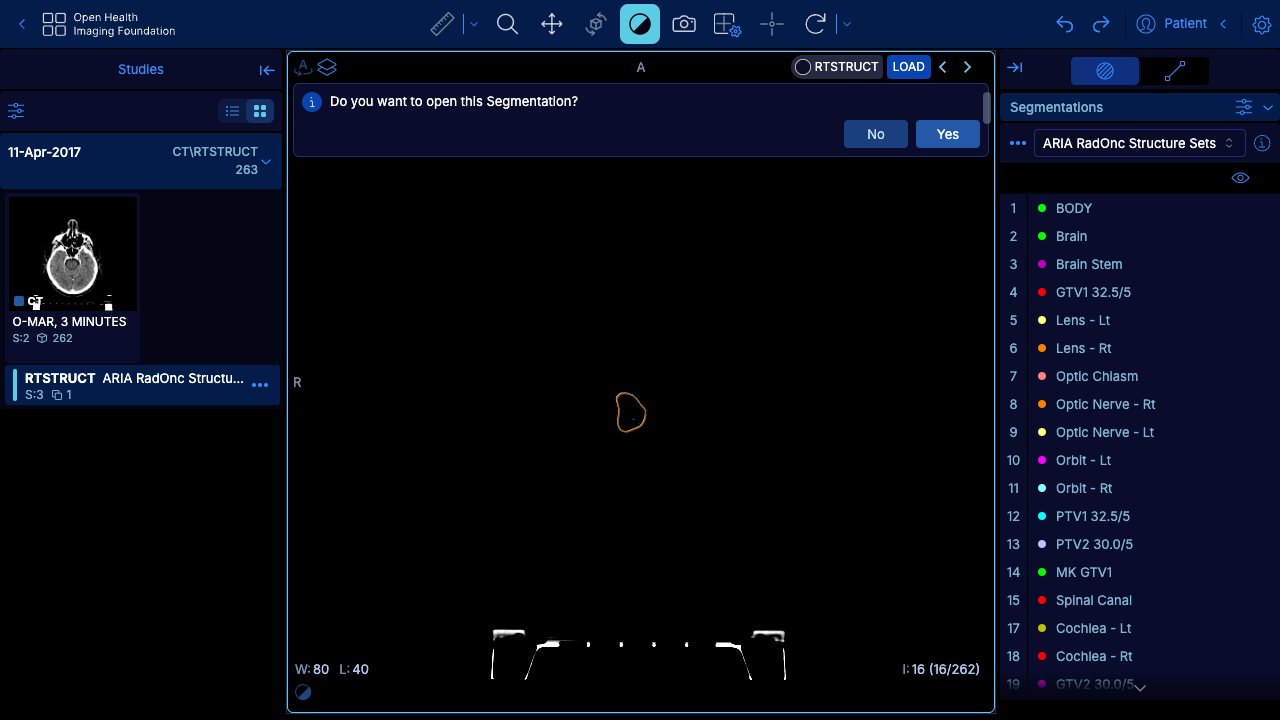 Open Health
Imaging Foundation
Patient
Studies
11-Apr-2017
CT\RTSTRUCT
263
CT
O-MAR, 3 MINUTES
S:2 262
RTSTRUCT ARIA RadOnc Structu...
S:3 1
A
RTSTRUCT
LOAD
Do you want to open this Segmentation?
No
Yes
R
W: 80 L: 40
I: 16 (16/262)
Segmentations
ARIA RadOnc Structure Sets
1 BODY
2 Brain
3 Brain Stem
4 GTV1 32.5/5
5 Lens - Lt
6 Lens - Rt
7 Optic Chiasm
8 Optic Nerve - Rt
9 Optic Nerve - Lt
10 Orbit - Lt
11 Orbit - Rt
12 PTV1 32.5/5
13 PTV2 30.0/5
14 MK GTV1
15 Spinal Canal
17 Cochlea - Lt
18 Cochlea - Rt
19 GTV2 30.0/5